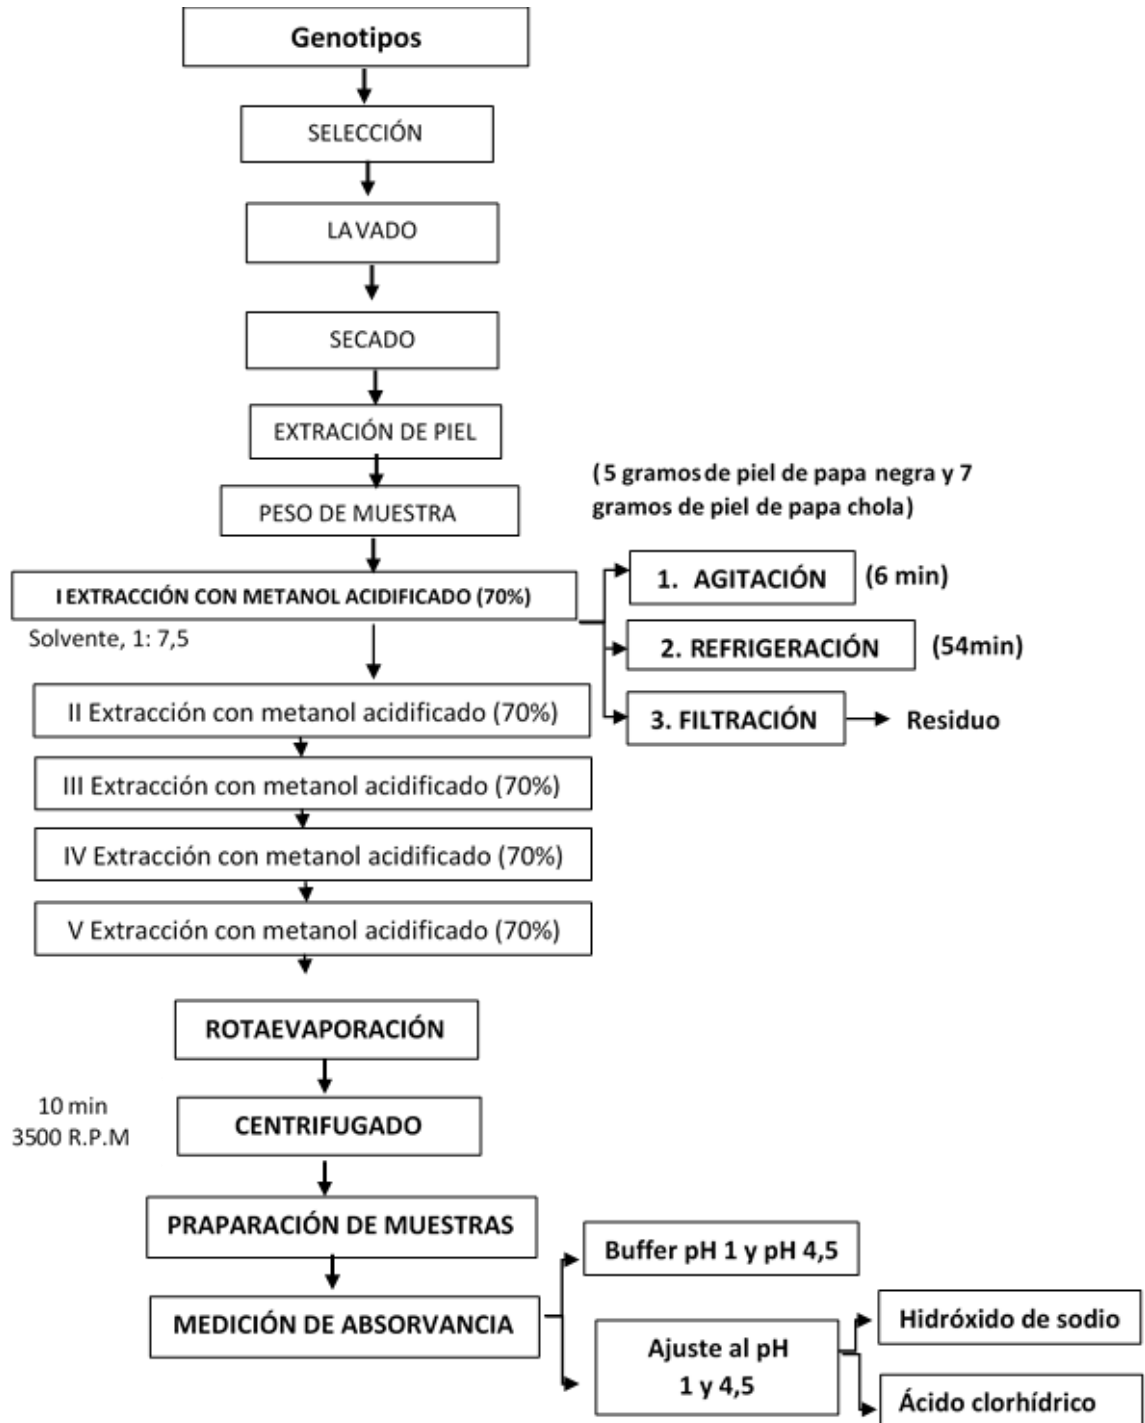 Genotipos
SELECCIÓN
LAVADO
SECADO
EXTRACIÓN DE PIEL
(5 gramos de piel de papa negra y 7
gramos de piel de papa chola)
PESO DE MUESTRA
I EXTRACCIÓN CON METANOL ACIDIFICADO (70%)
Solvente, 1: 7,5
1. AGITACIÓN
(6 min)
2. REFRIGERACIÓN
(54min)
3. FILTRACIÓN
Residuo
II Extracción con metanol acidificado (70%)
III Extracción con metanol acidificado (70%)
IV Extracción con metanol acidificado (70%)
V Extracción con metanol acidificado (70%)
ROTAEVAPORACIÓN
10 min
3500 R.P.M
CENTRIFUGADO
PRAPARACIÓN DE MUESTRAS
MEDICIÓN DE ABSORVANCIA
Buffer pH 1 y pH 4,5
Ajuste al pH
1 y 4,5
Hidróxido de sodio
Ácido clorhídrico